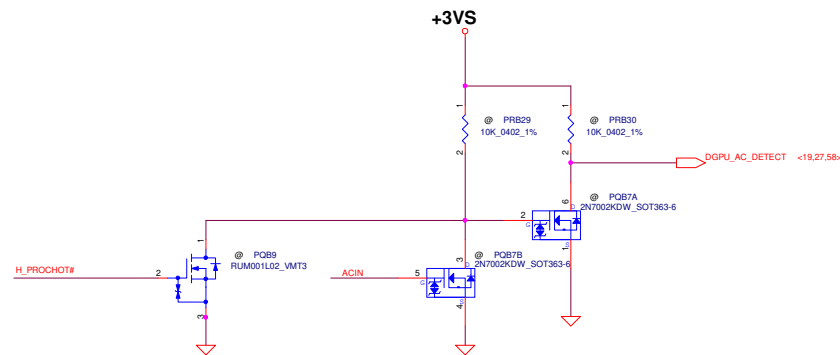 +3VS
1
1
@ PRB29
10K_0402_1%
@ PRB30
10K_0402_1%
2
2
DGPU_AC_DETECT <19,27,58>
@ PQB7A
2N7002KDW_SOT363-6
6
D
2
G
S
1
1
@ PQB9
RUM001L02_VMT3
H_PROCHOT#
2
3
ACIN
5
G
3
D
@ PQB7B
2N7002KDW_SOT363-6
S
4